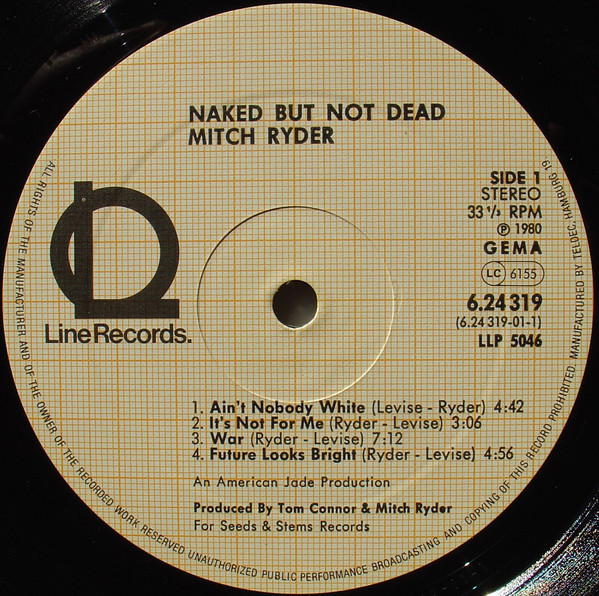 NAKED BUT NOT DEAD
MITCH RYDER
SIDE 1
STEREO
33 1/3 RPM
Ⓟ 1980
GEMA
LC 6155
6.24 319
(6.24 319-01-1)
LLP 5046
LineRecords.
1. Ain't Nobody White (Levise - Ryder) 4:42
2. It's Not For Me (Ryder - Levise) 3:06
3. War (Ryder - Levise) 7:12
4. Future Looks Bright (Ryder - Levise) 4:56
An American Jade Production
Produced By Tom Connor & Mitch Ryder
For Seeds & Stems Records
ALL RIGHTS OF THE MANUFACTURER AND OF THE OWNER OF THE RECORDED WORK RESERVED UNAUTHORIZED PUBLIC PERFORMANCE BROADCASTING AND COPYING OF THIS RECORD PROHIBITED. MANUFACTURED BY TELDEC, HAMBURG 19